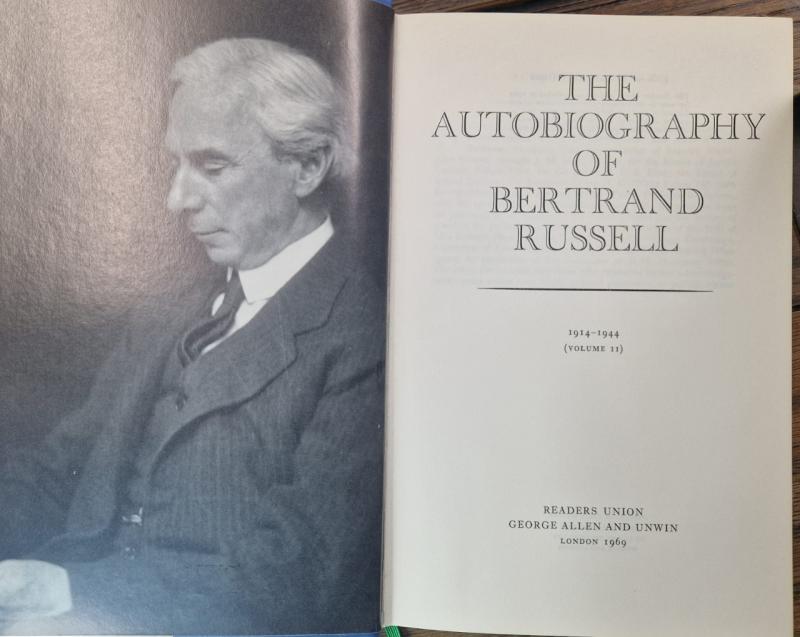 THE
AUTOBIOGRAPHY
OF
BERTRAND
RUSSELL
1914–1944
(VOLUME II)
READERS UNION
GEORGE ALLEN AND UNWIN
LONDON 1969